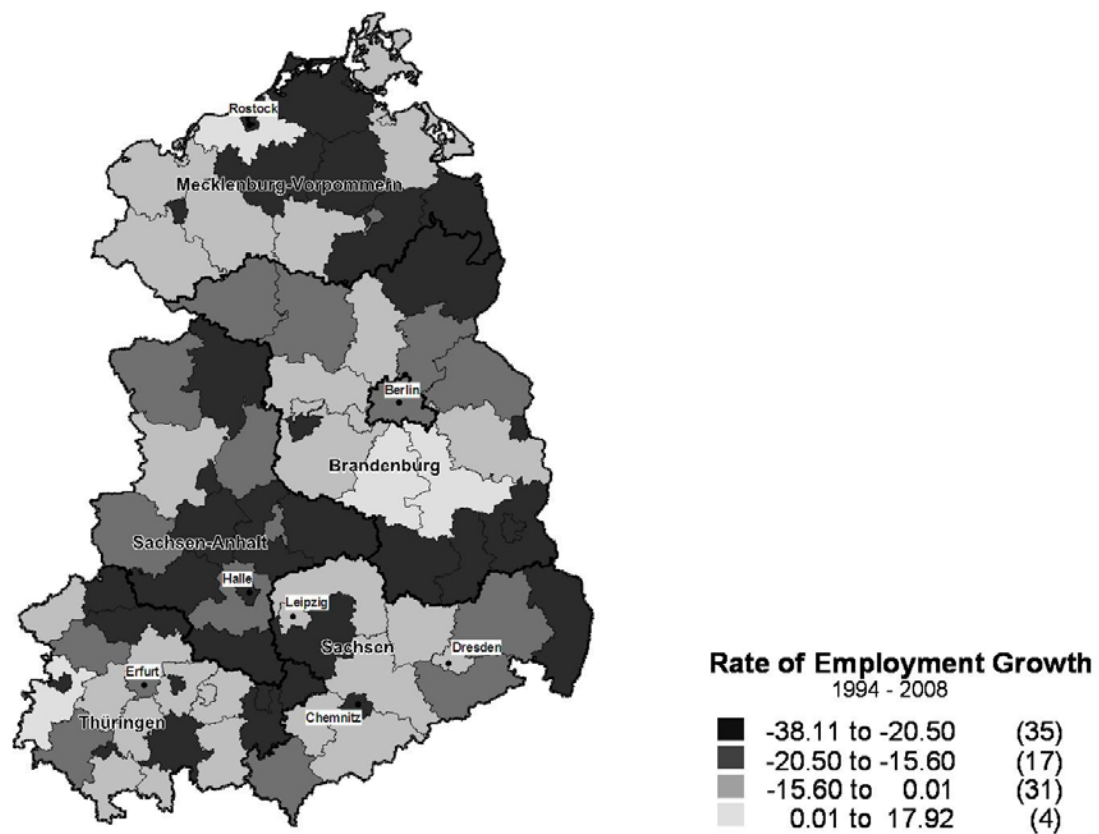 Rostock
Mecklenburg-Vorpommern
Berlin
Brandenburg
Sachsen-Anhalt
Halle
Leipzig
Sachsen
Dresden
Erfurt
Thüringen
Chemnitz
Rate of Employment Growth
1994 - 2008
-38.11 to -20.50 (35)
-20.50 to -15.60 (17)
-15.60 to 0.01 (31)
0.01 to 17.92 (4)